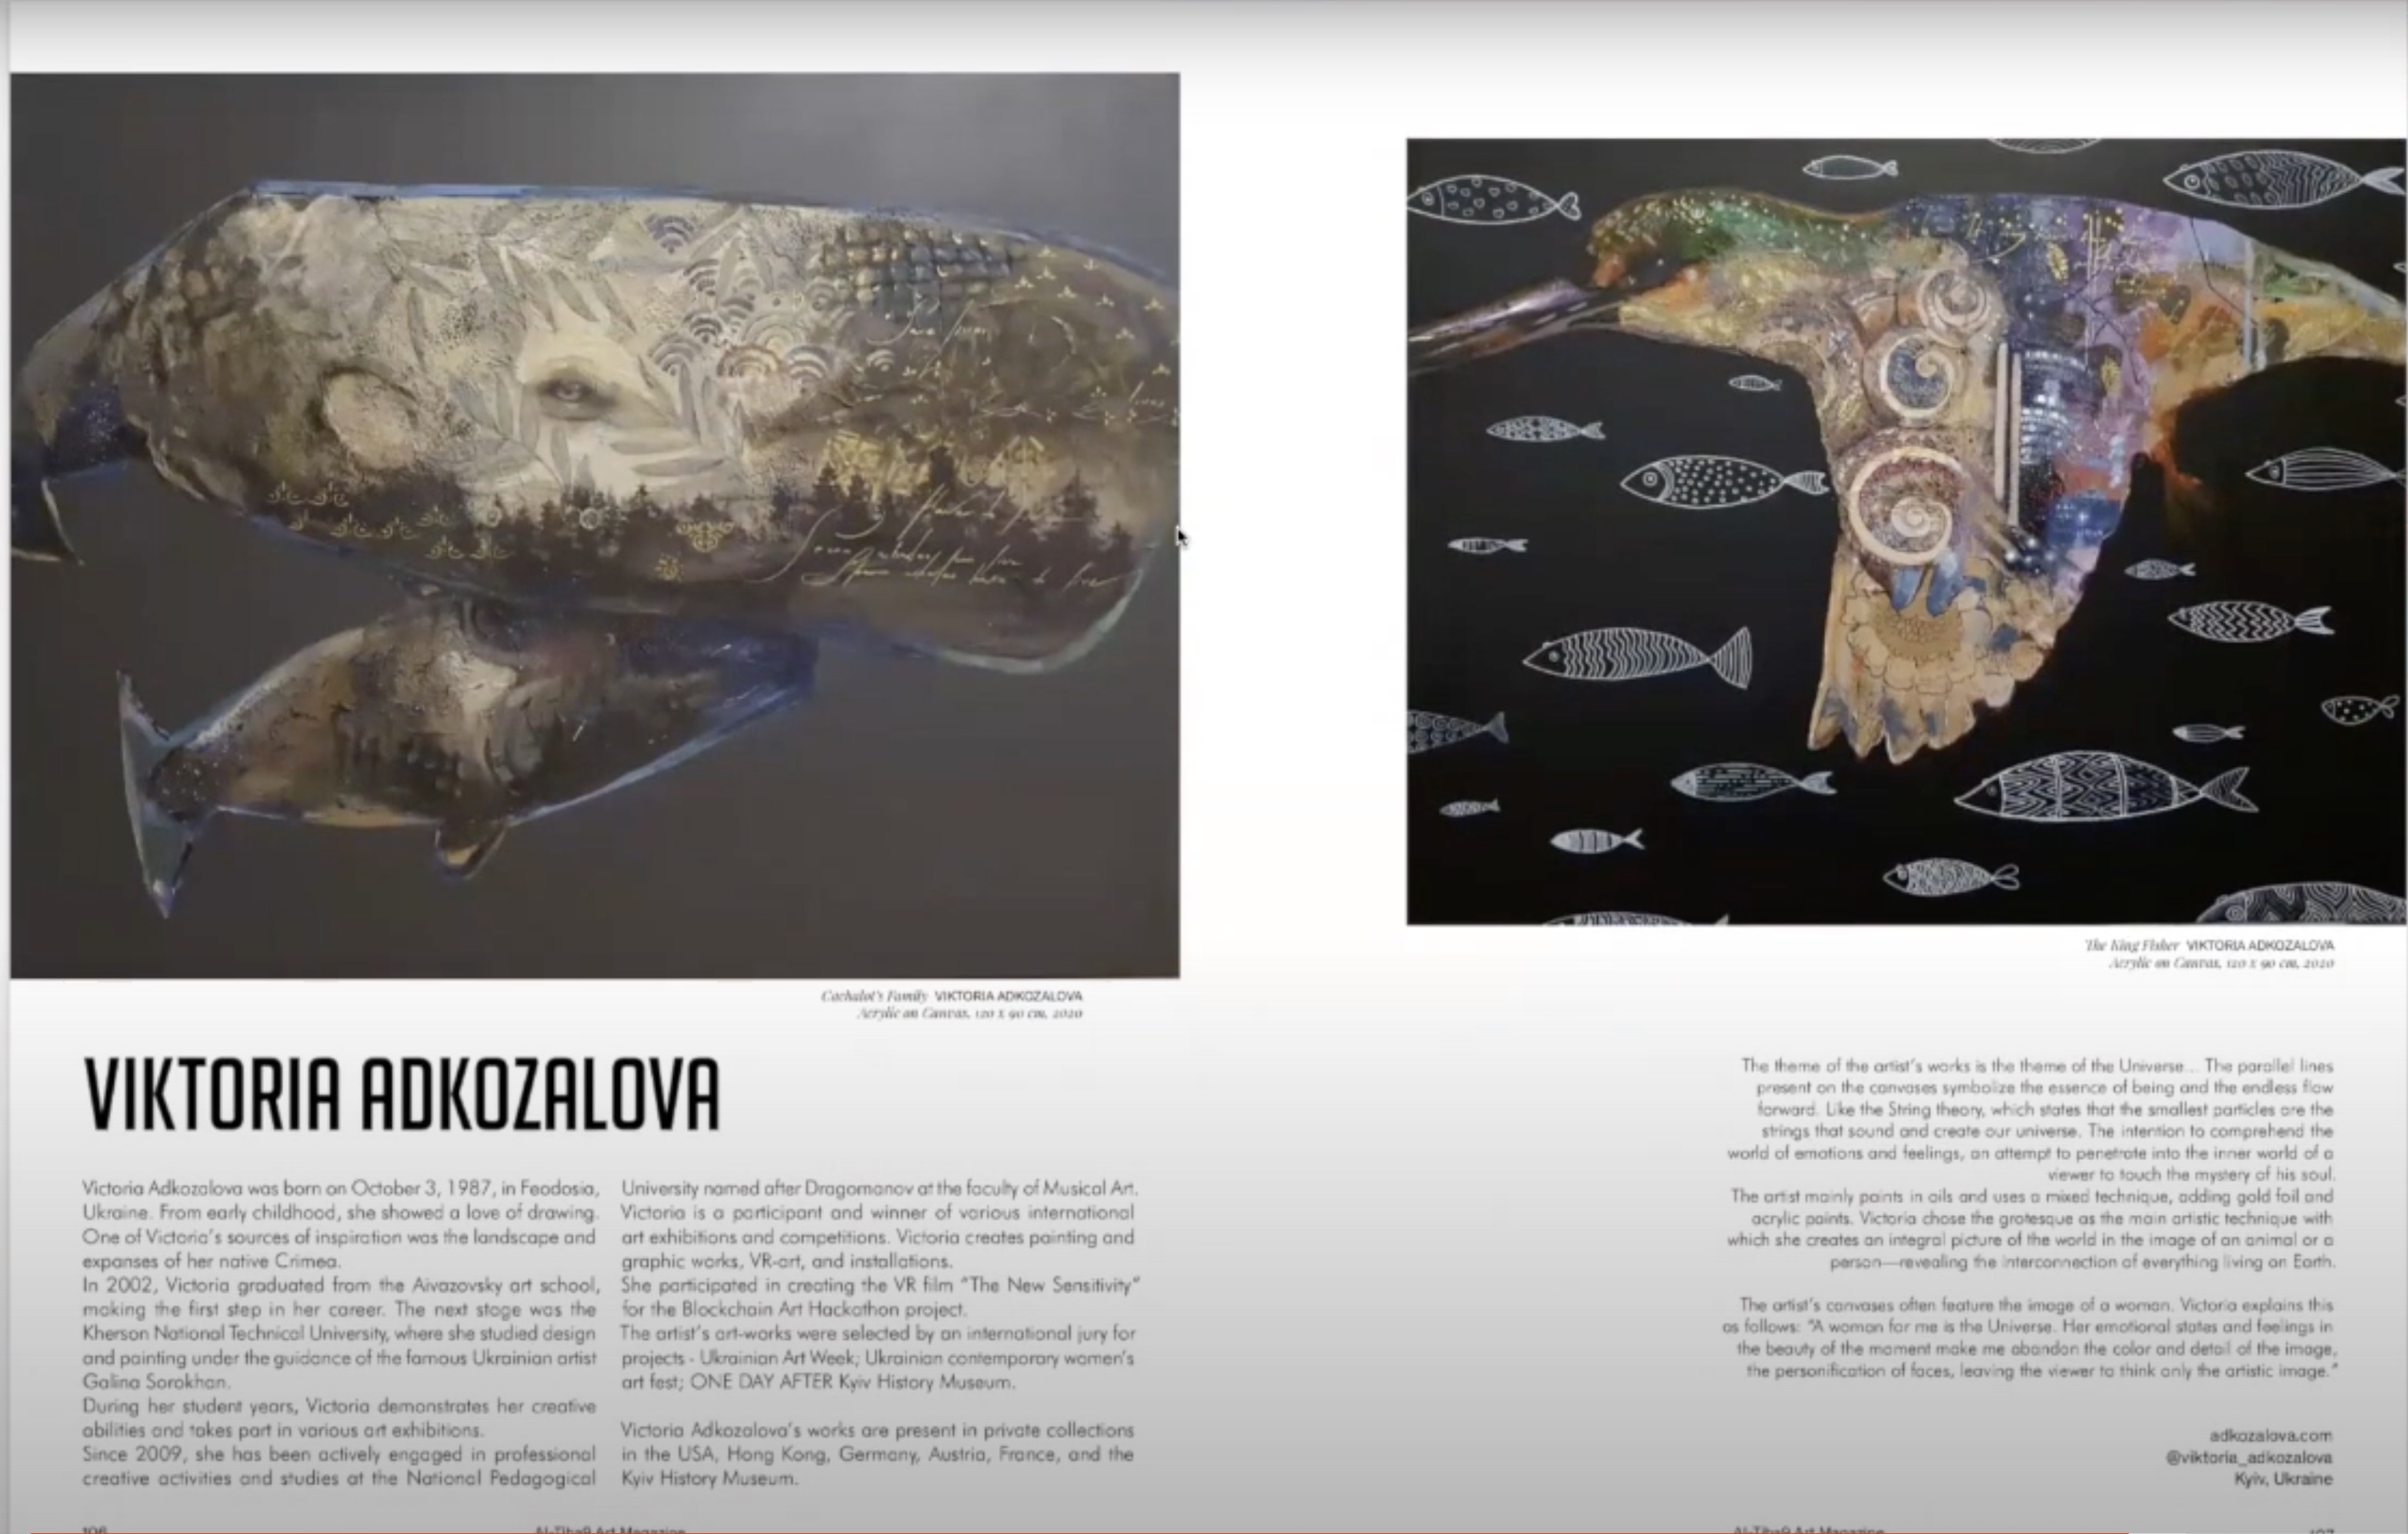 Cachalot's Family VIKTORIA ADKOZALOVA
Acrylic on Canvas, 120 x 90 cm, 2020
VIKTORIA ADKOZALOVA
Victoria Adkozalova was born on October 3, 1987, in Feodosia,
Ukraine. From early childhood, she showed a love of drawing.
One of Victoria's sources of inspiration was the landscape and
expanses of her native Crimea.
In 2002, Victoria graduated from the Aivazovsky art school,
making the first step in her career. The next stage was the
Kherson National Technical University, where she studied design
and painting under the guidance of the famous Ukrainian artist
Galina Sorokhan.
During her student years, Victoria demonstrates her creative
abilities and takes part in various art exhibitions.
Since 2009, she has been actively engaged in professional
creative activities and studies at the National Pedagogical
University named after Dragomanov at the faculty of Musical Art.
Victoria is a participant and winner of various international
art exhibitions and competitions. Victoria creates painting and
graphic works, VR-art, and installations.
She participated in creating the VR film "The New Sensitivity"
for the Blockchain Art Hackathon project.
The artist's art-works were selected by an international jury for
projects - Ukrainian Art Week; Ukrainian contemporary women's
art fest; ONE DAY AFTER Kyiv History Museum.
Victoria Adkozalova's works are present in private collections
in the USA, Hong Kong, Germany, Austria, France, and the
Kyiv History Museum.
106
Al-Tiba9 Art Magazine
The King Fisher VIKTORIA ADKOZALOVA
Acrylic on Canvas, 120 x 90 cm, 2020
The theme of the artist's works is the theme of the Universe... The parallel lines
present on the canvases symbolize the essence of being and the endless flow
forward. Like the String theory, which states that the smallest particles are the
strings that sound and create our universe. The intention to comprehend the
world of emotions and feelings, an attempt to penetrate into the inner world of a
viewer to touch the mystery of his soul.
The artist mainly paints in oils and uses a mixed technique, adding gold foil and
acrylic paints. Victoria chose the grotesque as the main artistic technique with
which she creates an integral picture of the world in the image of an animal or a
person—revealing the interconnection of everything living on Earth.
The artist's canvases often feature the image of a woman. Victoria explains this
as follows: "A woman for me is the Universe. Her emotional states and feelings in
the beauty of the moment make me abandon the color and detail of the image,
the personification of faces, leaving the viewer to think only the artistic image."
adkozalova.com
@viktoria_adkozalova
Kyiv, Ukraine
Al-Tiba9 Art Magazine
107